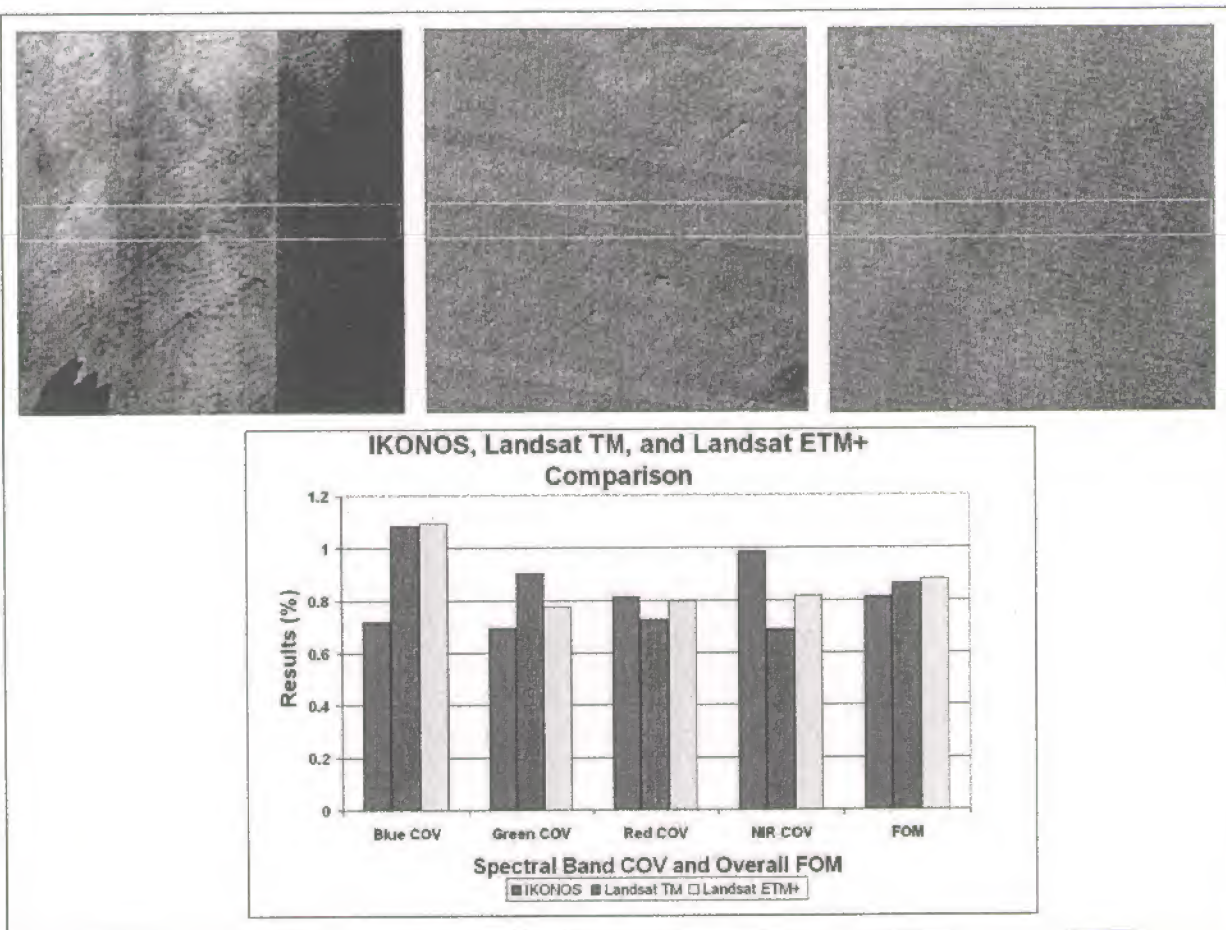 IKONOS, Landsat TM, and Landsat ETM+
Comparison
1.2
1
0.8
0.6
0.4
0.2
0
Results (%)
Blue COV Green COV Red COV NIR COV FOM
Spectral Band COV and Overall FOM
IKONOS Landsat TM Landsat ETM+